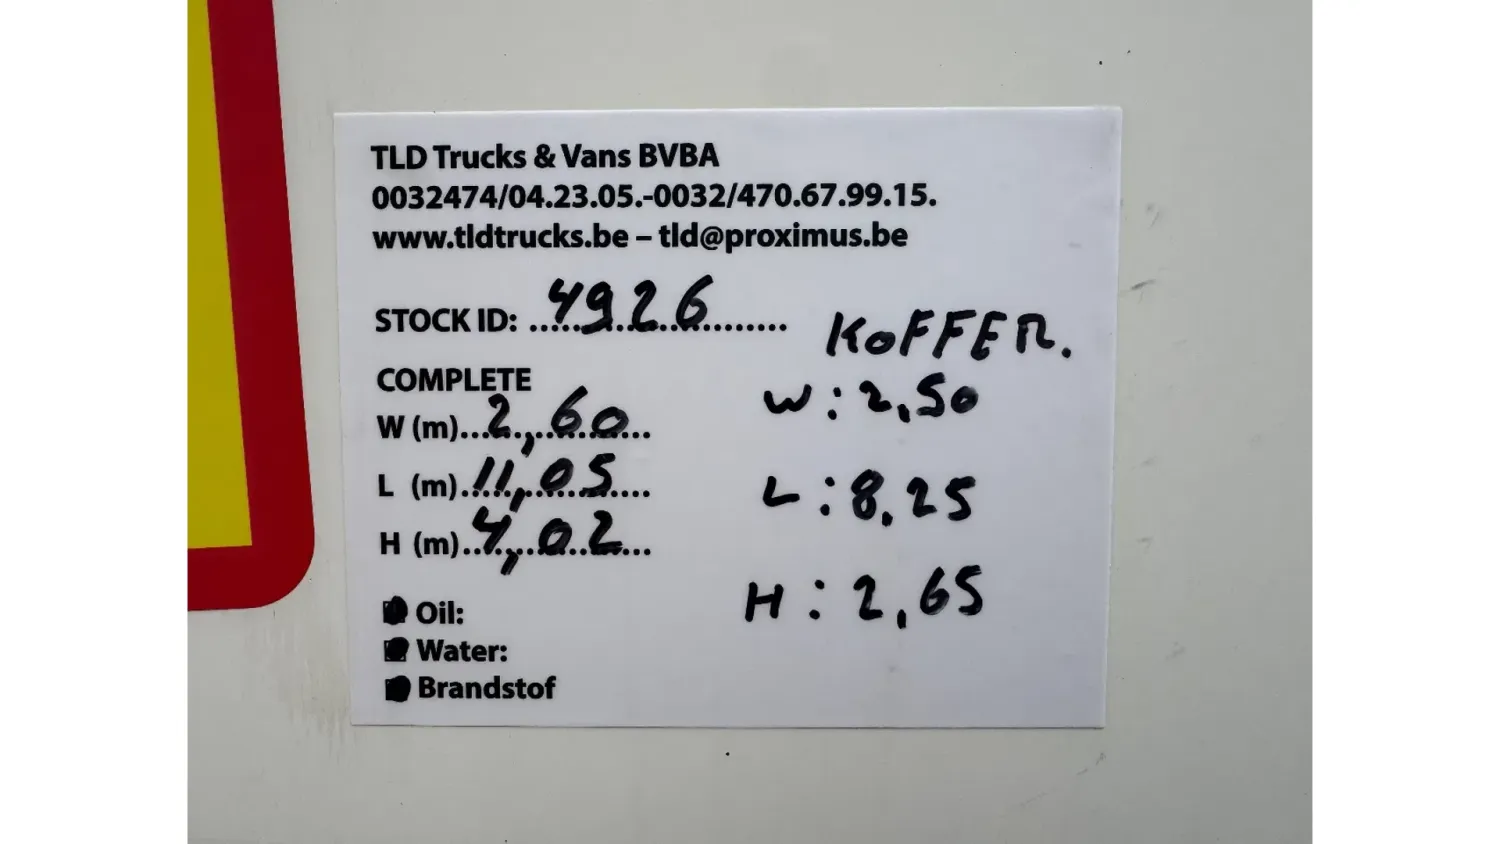 TLD Trucks & Vans BVBA
0032474/04.23.05.-0032/470.67.99.15.
www.tldtrucks.be – tld@proximus.be
STOCK ID: 4926
COMPLETE
W (m) 2,60
L (m) 11,05
H (m) 4,02
Oil:
Water:
Brandstof
KOFFER.
W: 2,50
L: 8,25
H: 2,65